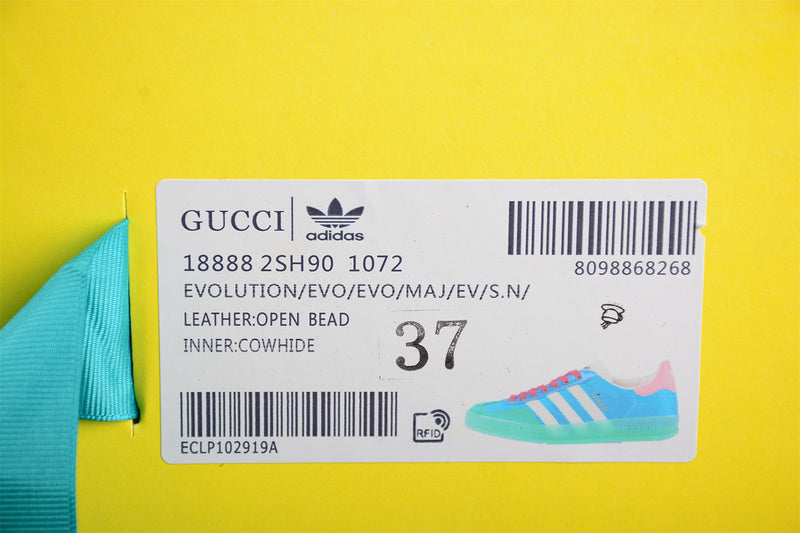 GUCCI
adidas
18888 2SH90 1072
8098868268
EVOLUTION/EVO/EVO/MAJ/EV/S.N/
LEATHER:OPEN BEAD
INNER:COWHIDE
37
ECLP102919A
RFID